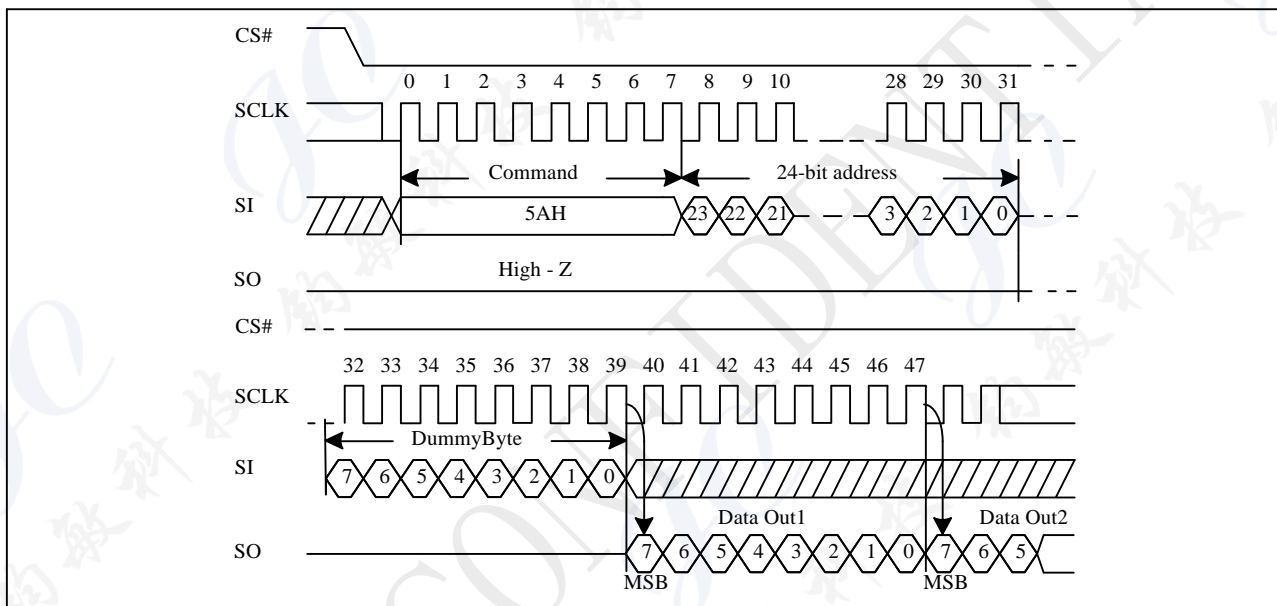 CS#
0 1 2 3 4 5 6 7 8 9 10 28 29 30 31
SCLK
Command 24-bit address
SI
5AH 23 22 21 3 2 1 0
High - Z
SO
CS#
32 33 34 35 36 37 38 39 40 41 42 43 44 45 46 47
SCLK
DummyByte
SI
7 6 5 4 3 2 1 0
Data Out1 Data Out2
SO
7 6 5 4 3 2 1 0 7 6 5
MSB MSB
CONFIDENTI